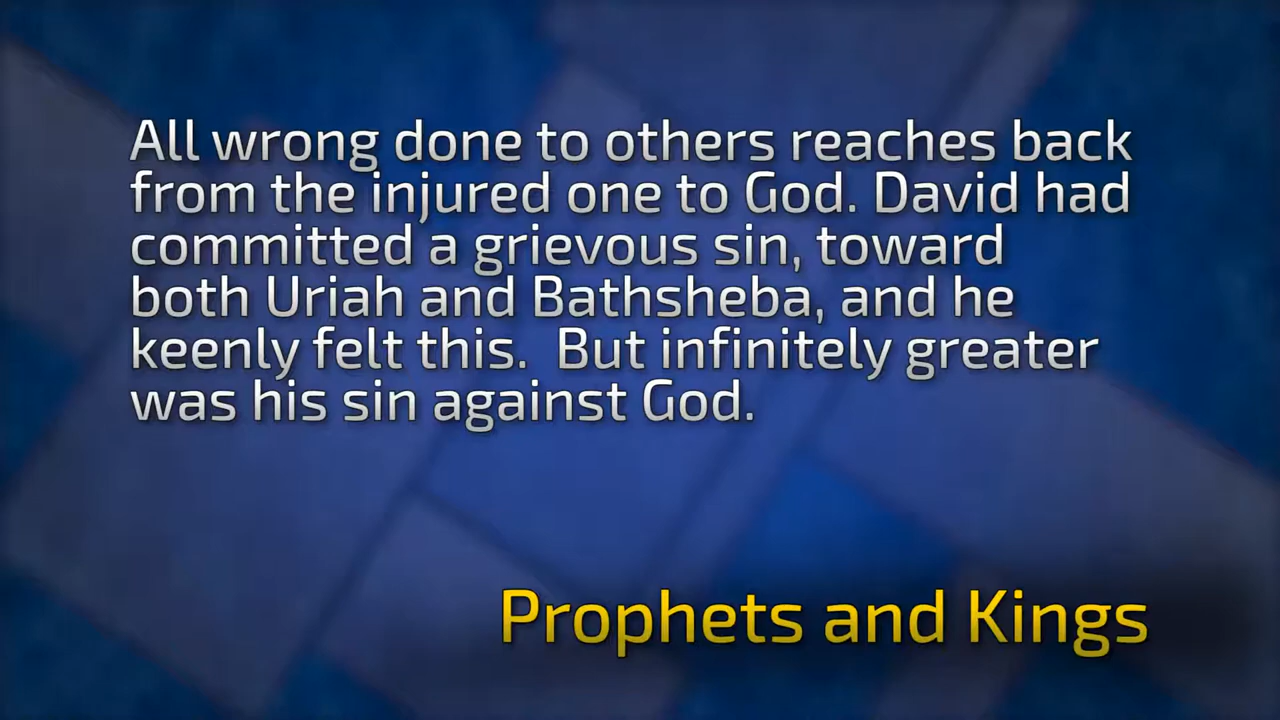 All wrong done to others reaches back
from the injured one to God. David had
committed a grievous sin, toward
both Uriah and Bathsheba, and he
keenly felt this.  But infinitely greater
was his sin against God.
Prophets and Kings